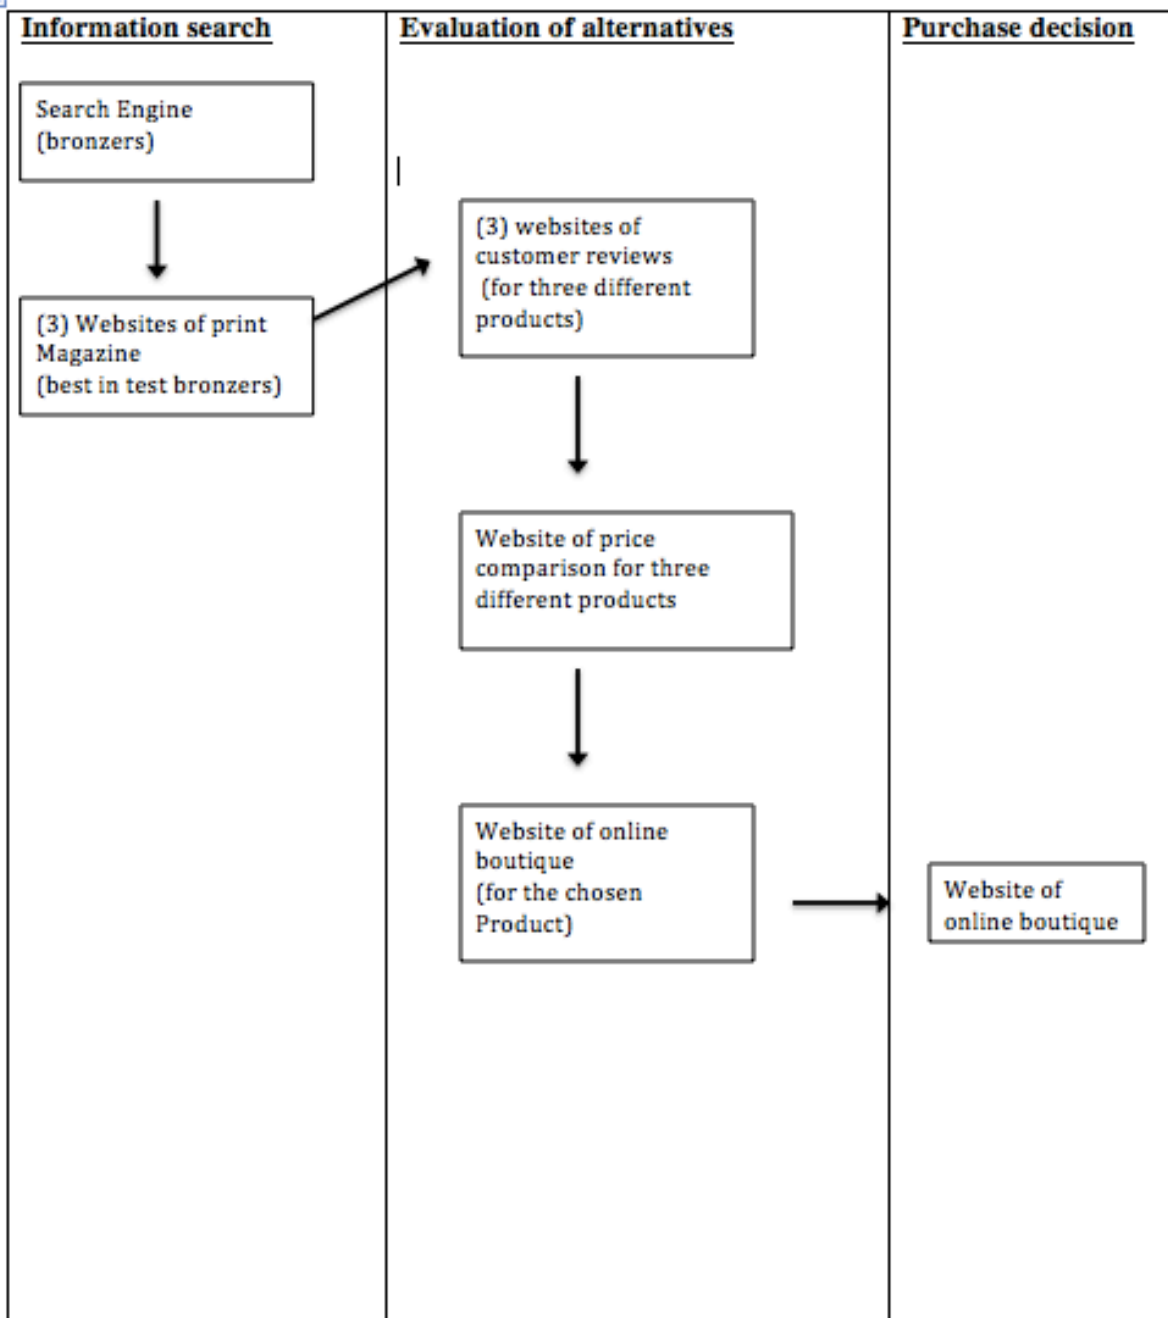 Information search
Evaluation of alternatives
Purchase decision
Search Engine
(bronzers)
(3) Websites of print
Magazine
(best in test bronzers)
(3) websites of
customer reviews
(for three different
products)
Website of price
comparison for three
different products
Website of online
boutique
(for the chosen
Product)
Website of
online boutique